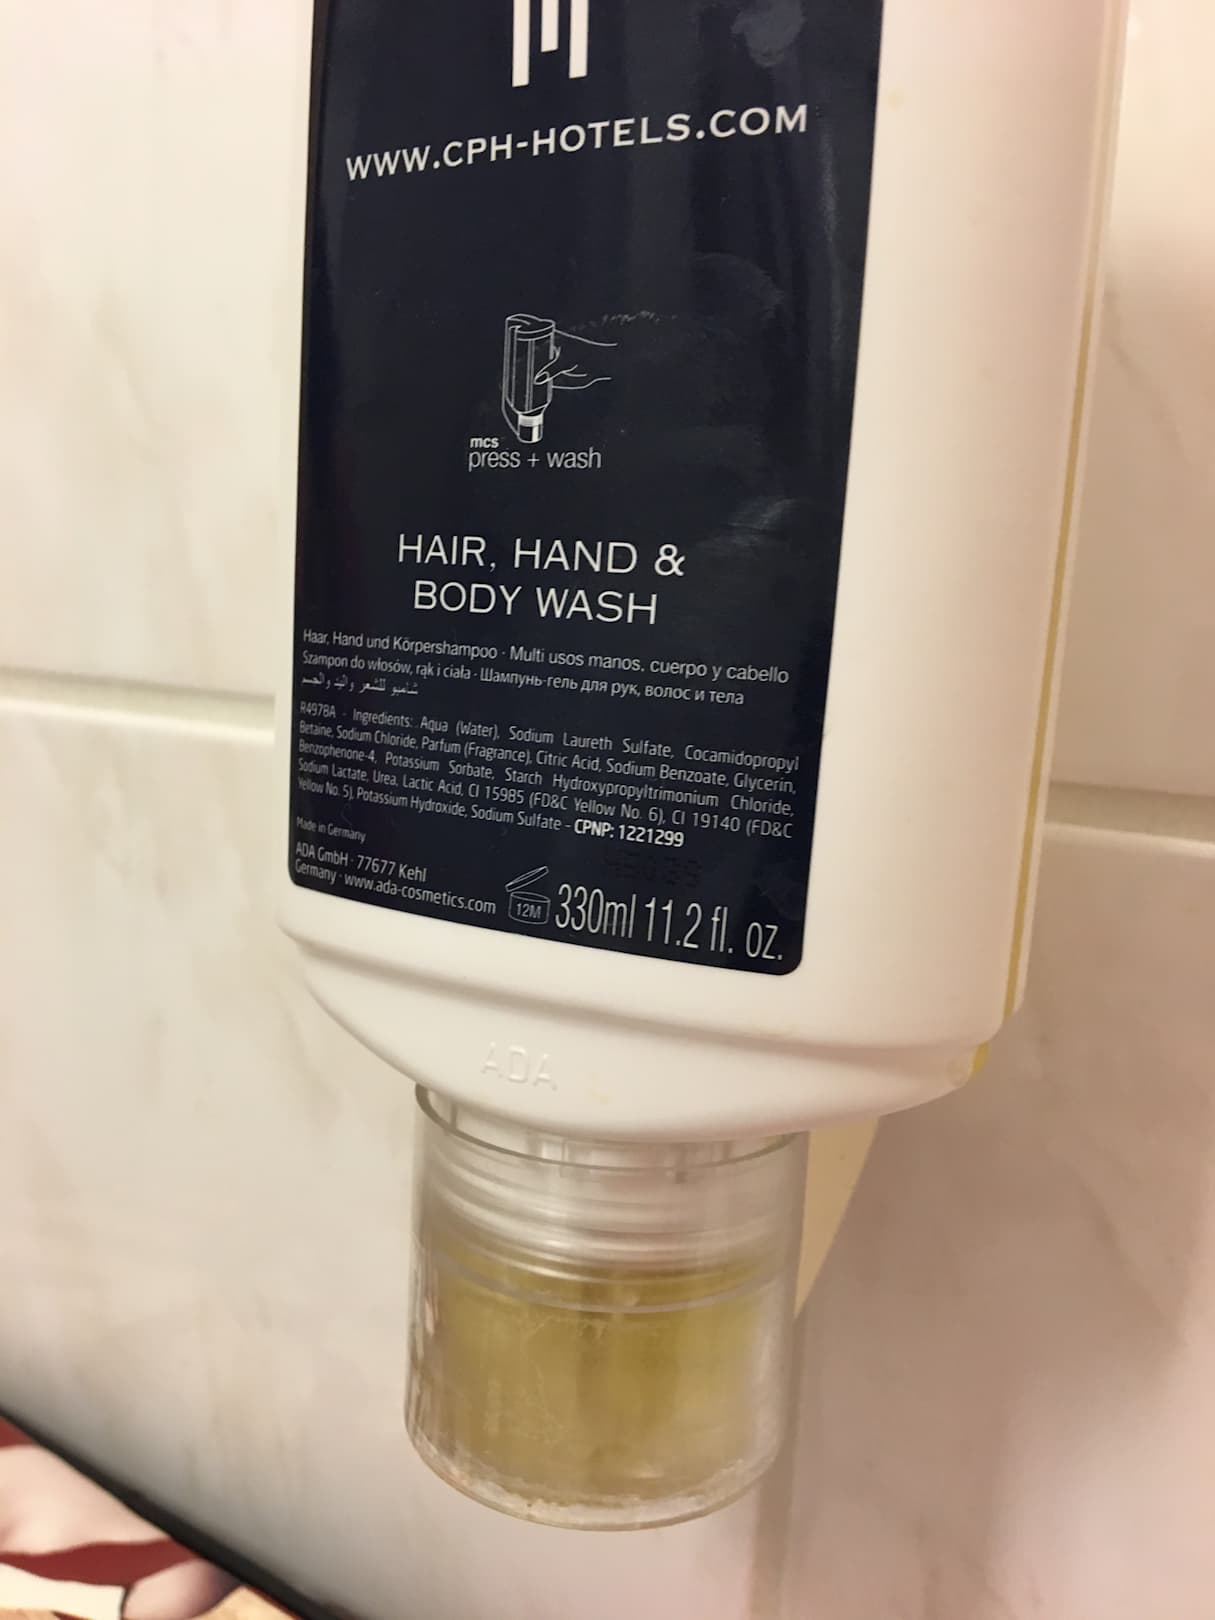 WWW.CPH-HOTELS.COM
mcs
press + wash
HAIR, HAND &
BODY WASH
Haar, Hand und Körpershampoo · Multi usos manos, cuerpo y cabello
Szampon do włosów, rąk i ciała - Шампунь-гель для рук, волос и тела
شامبو للشعر واليد والجسم
R4978A - Ingredients: Aqua (Water), Sodium Laureth Sulfate, Cocamidopropyl
Betaine, Sodium Chloride, Parfum (Fragrance), Citric Acid, Sodium Benzoate, Glycerin,
Benzophenone-4, Potassium Sorbate, Starch Hydroxypropyltrimonium Chloride,
Sodium Lactate, Urea, Lactic Acid, CI 15985 (FD&C Yellow No. 6), CI 19140 (FD&C
Yellow No. 5), Potassium Hydroxide, Sodium Sulfate - CPNP: 1221299
Made in Germany
ADA GmbH · 77677 Kehl
Germany · www.ada-cosmetics.com
12M
330ml 11.2 fl. oz.
ADA